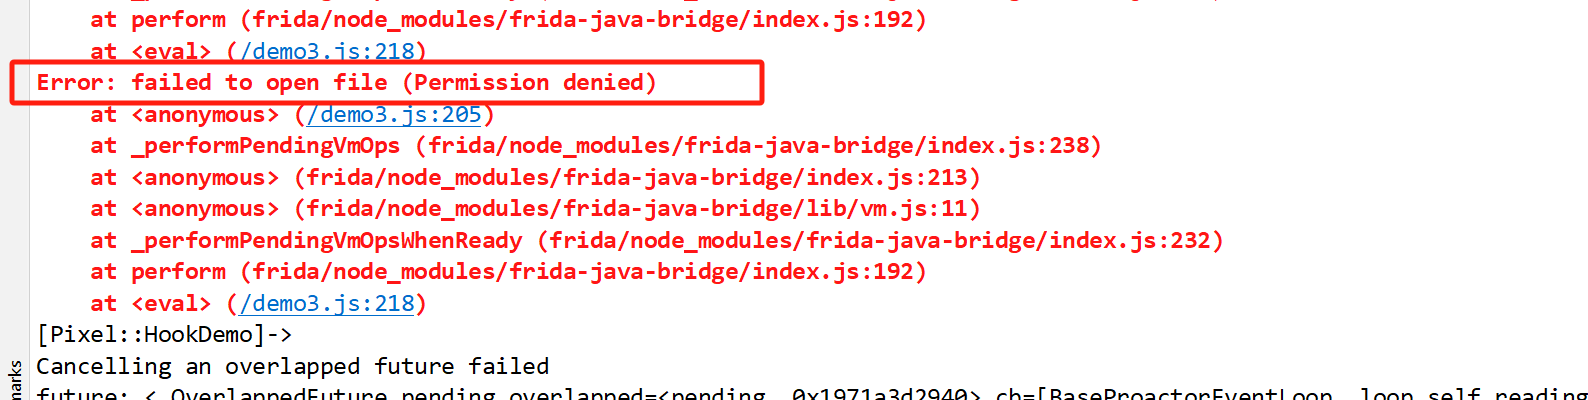 at perform (frida/node_modules/frida-java-bridge/index.js:192)
at <eval> (/demo3.js:218)
Error: failed to open file (Permission denied)
at <anonymous> (/demo3.js:205)
at _performPendingVmOps (frida/node_modules/frida-java-bridge/index.js:238)
at <anonymous> (frida/node_modules/frida-java-bridge/index.js:213)
at <anonymous> (frida/node_modules/frida-java-bridge/lib/vm.js:11)
at _performPendingVmOpsWhenReady (frida/node_modules/frida-java-bridge/index.js:232)
at perform (frida/node_modules/frida-java-bridge/index.js:192)
at <eval> (/demo3.js:218)
[Pixel::HookDemo]->
Cancelling an overlapped future failed
future: <_OverlappedFuture pending overlapped=<pending, 0x1971a3d2940> cb=[BaseProactorEventLoop._loop_self_reading
marks